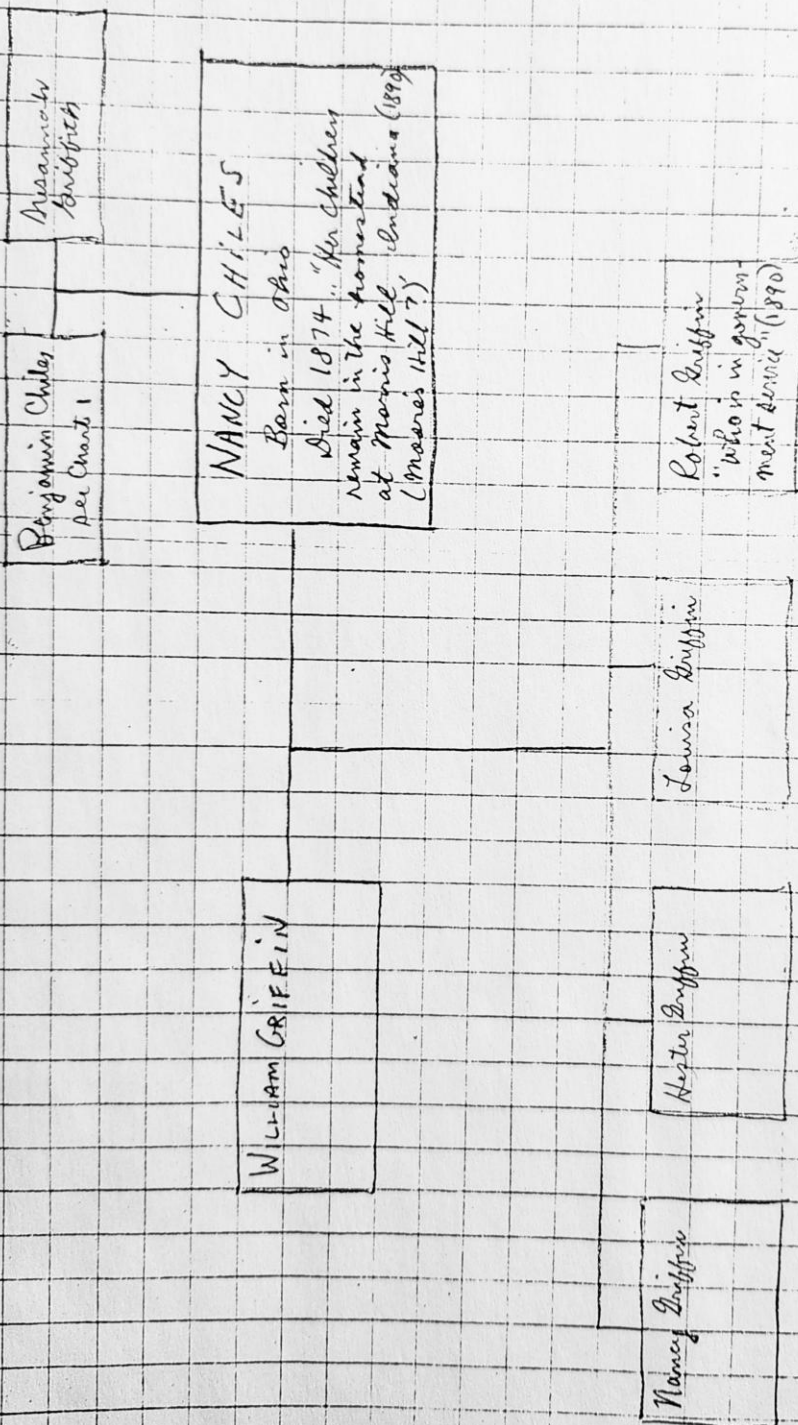 Benjamin Chiles
see Chart 1
Susannah
Griffith
WILLIAM GRIFFIN
NANCY CHILES
Born in Ohio
Died 1874 "Her children
remain in the homestead
at Morris Hill Indiana (1890)
(Moores Hill?)"
Nancy Griffin
Hester Griffin
Louisa Griffin
Robert Griffin
"who is in govern-
ment service" (1890)